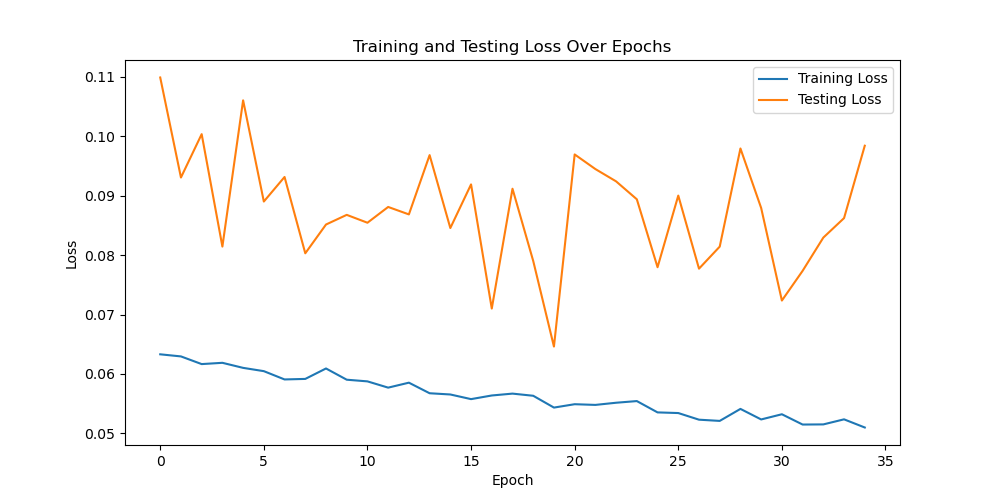 Training and Testing Loss Over Epochs
Training Loss
Testing Loss
0.11
0.10
0.09
0.08
0.07
0.06
0.05
Loss
0 5 10 15 20 25 30 35
Epoch